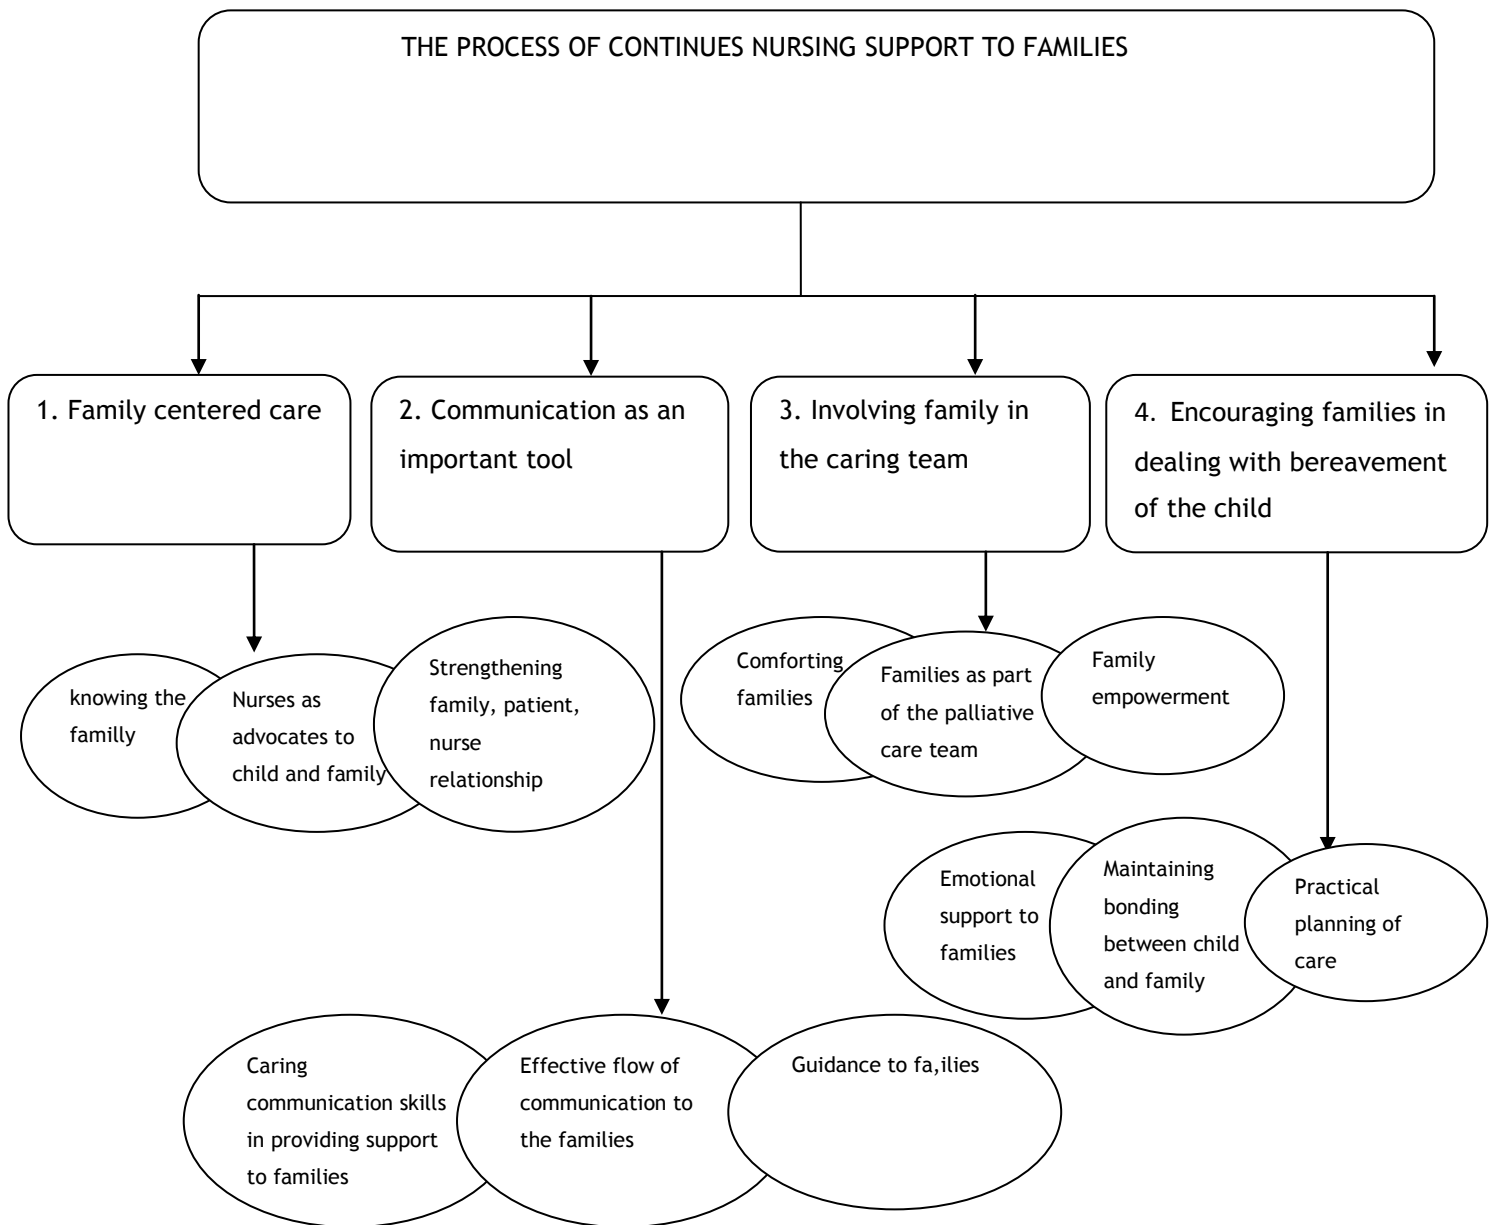 THE PROCESS OF CONTINUES NURSING SUPPORT TO FAMILIES
1. Family centered care
2. Communication as an
important tool
3. Involving family in
the caring team
4. Encouraging families in
dealing with bereavement
of the child
knowing the
familly
Nurses as
advocates to
child and family
Strengthening
family, patient,
nurse
relationship
Comforting
families
Families as part
of the palliative
care team
Family
empowerment
Emotional
support to
families
Maintaining
bonding
between child
and family
Practical
planning of
care
Caring
communication skills
in providing support
to families
Effective flow of
communication to
the families
Guidance to fa,ilies